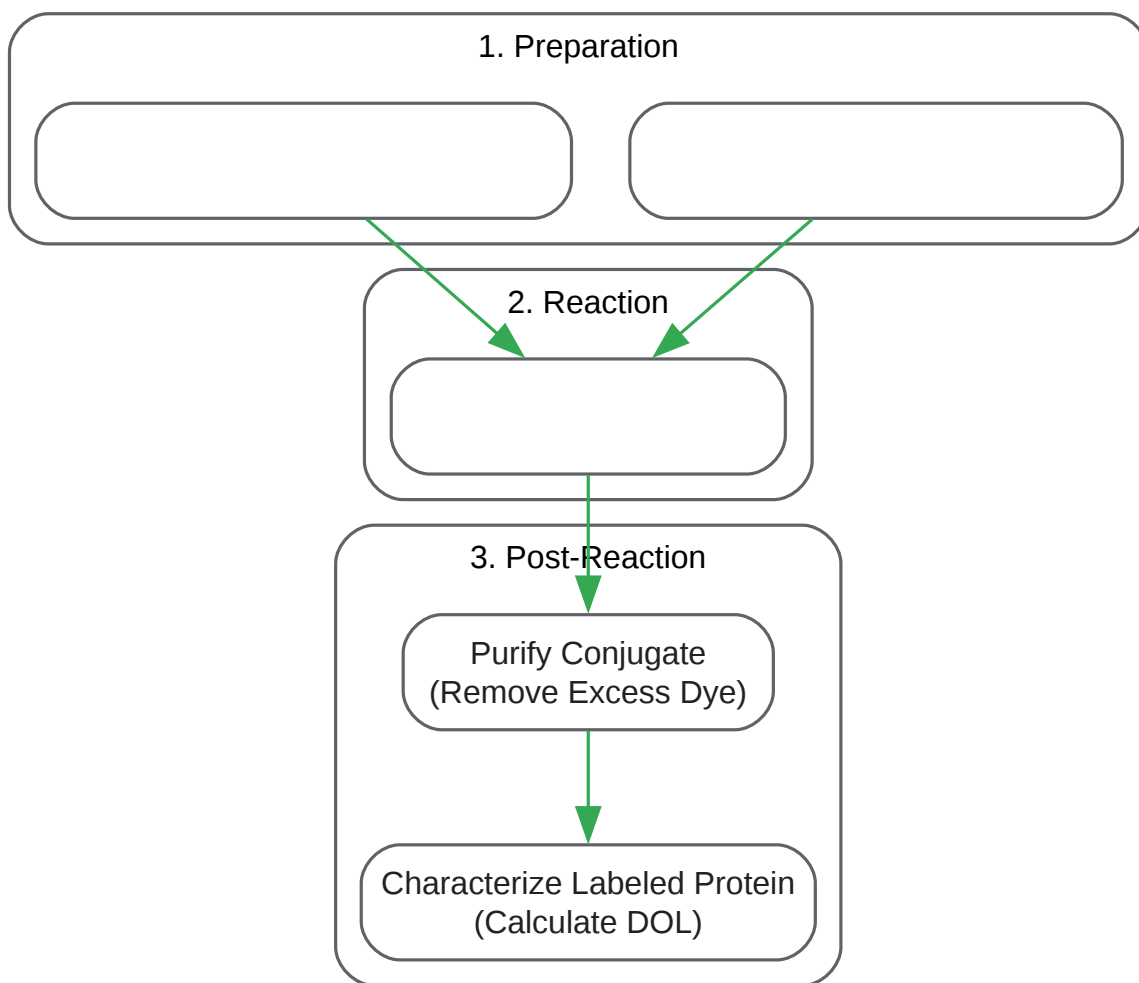 1. Preparation
2. Reaction
3. Post-Reaction
Purify Conjugate
(Remove Excess Dye)
Characterize Labeled Protein
(Calculate DOL)